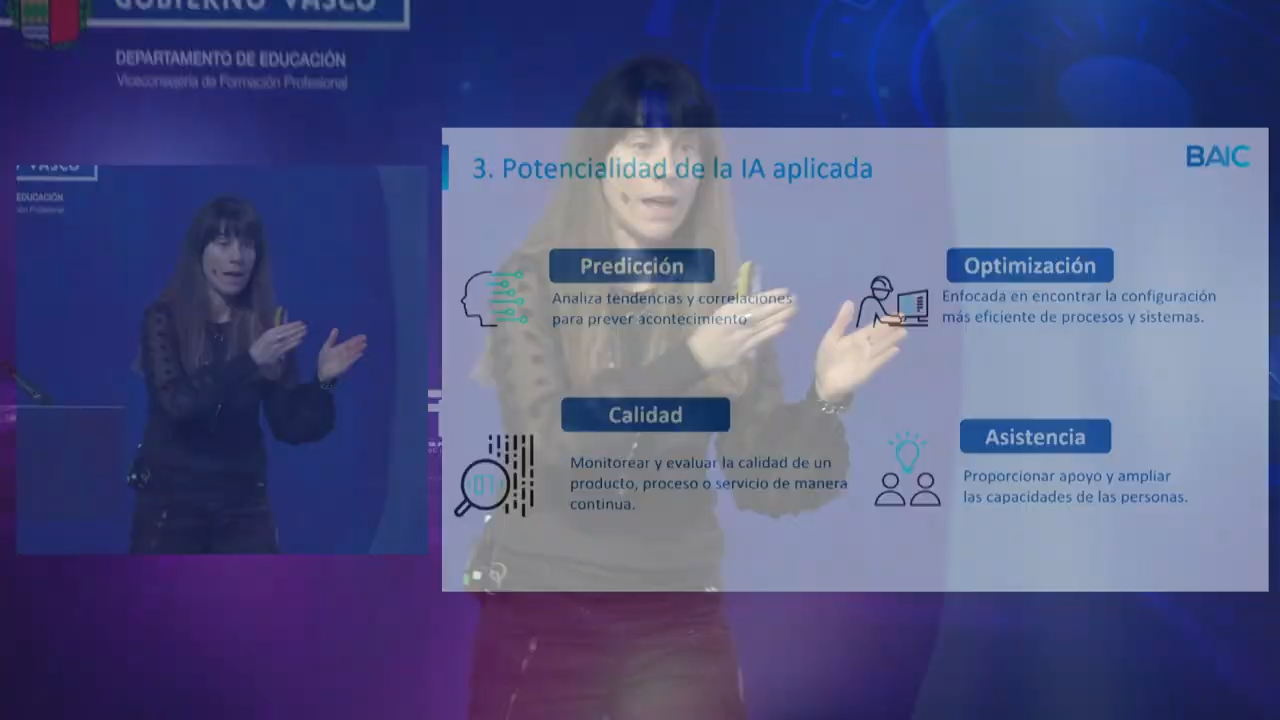 GOBIERNO VASCO
DEPARTAMENTO DE EDUCACIÓN
Viceconsejería de Formación Profesional
VASCO
EDUCACIÓN
3. Potencialidad de la IA aplicada
BAIC
Predicción
Analiza tendencias y correlaciones
para prever acontecimiento
Optimización
Enfocada en encontrar la configuración
más eficiente de procesos y sistemas.
Calidad
Monitorear y evaluar la calidad de un
producto, proceso o servicio de manera
continua.
01
Asistencia
Proporcionar apoyo y ampliar
las capacidades de las personas.